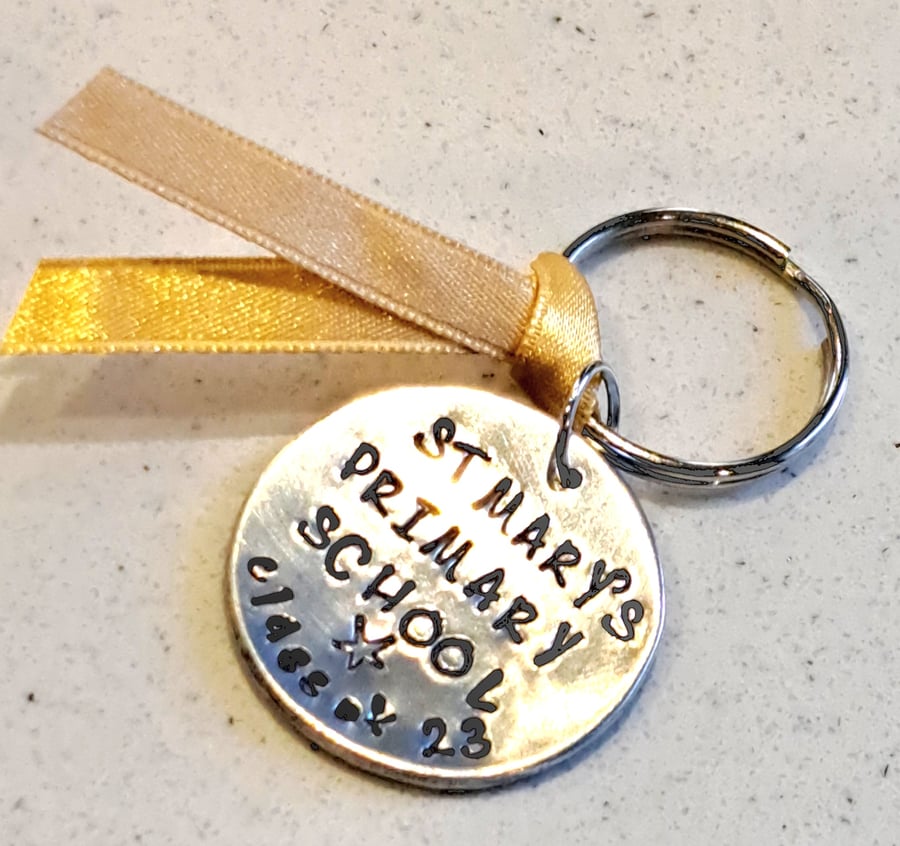 ST MARYS
PRIMARY
SCHOOL
class of 23